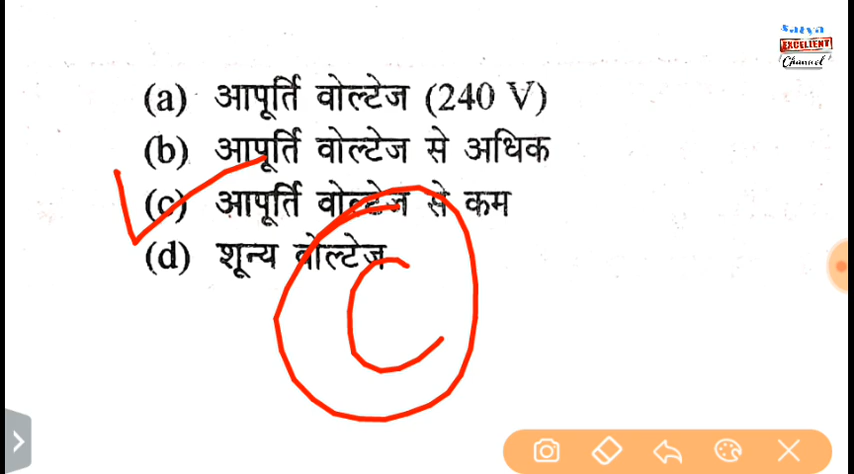 Satya
EXCELLENT
Channel
(a) आपूर्ति वोल्टेज (240 V)
(b) आपूर्ति वोल्टेज से अधिक
(c) आपूर्ति वोल्टेज से कम
(d) शून्य वोल्टेज
C